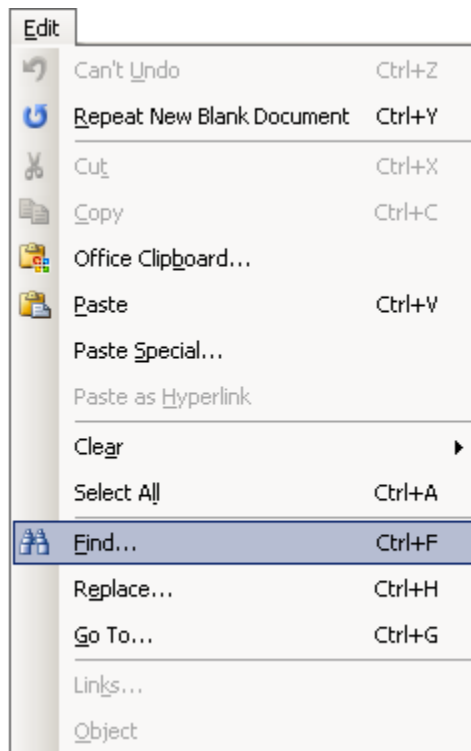 Edit
Can't Undo Ctrl+Z
Repeat New Blank Document Ctrl+Y
Cut Ctrl+X
Copy Ctrl+C
Office Clipboard...
Paste Ctrl+V
Paste Special...
Paste as Hyperlink
Clear
Select All Ctrl+A
Find... Ctrl+F
Replace... Ctrl+H
Go To... Ctrl+G
Links...
Object